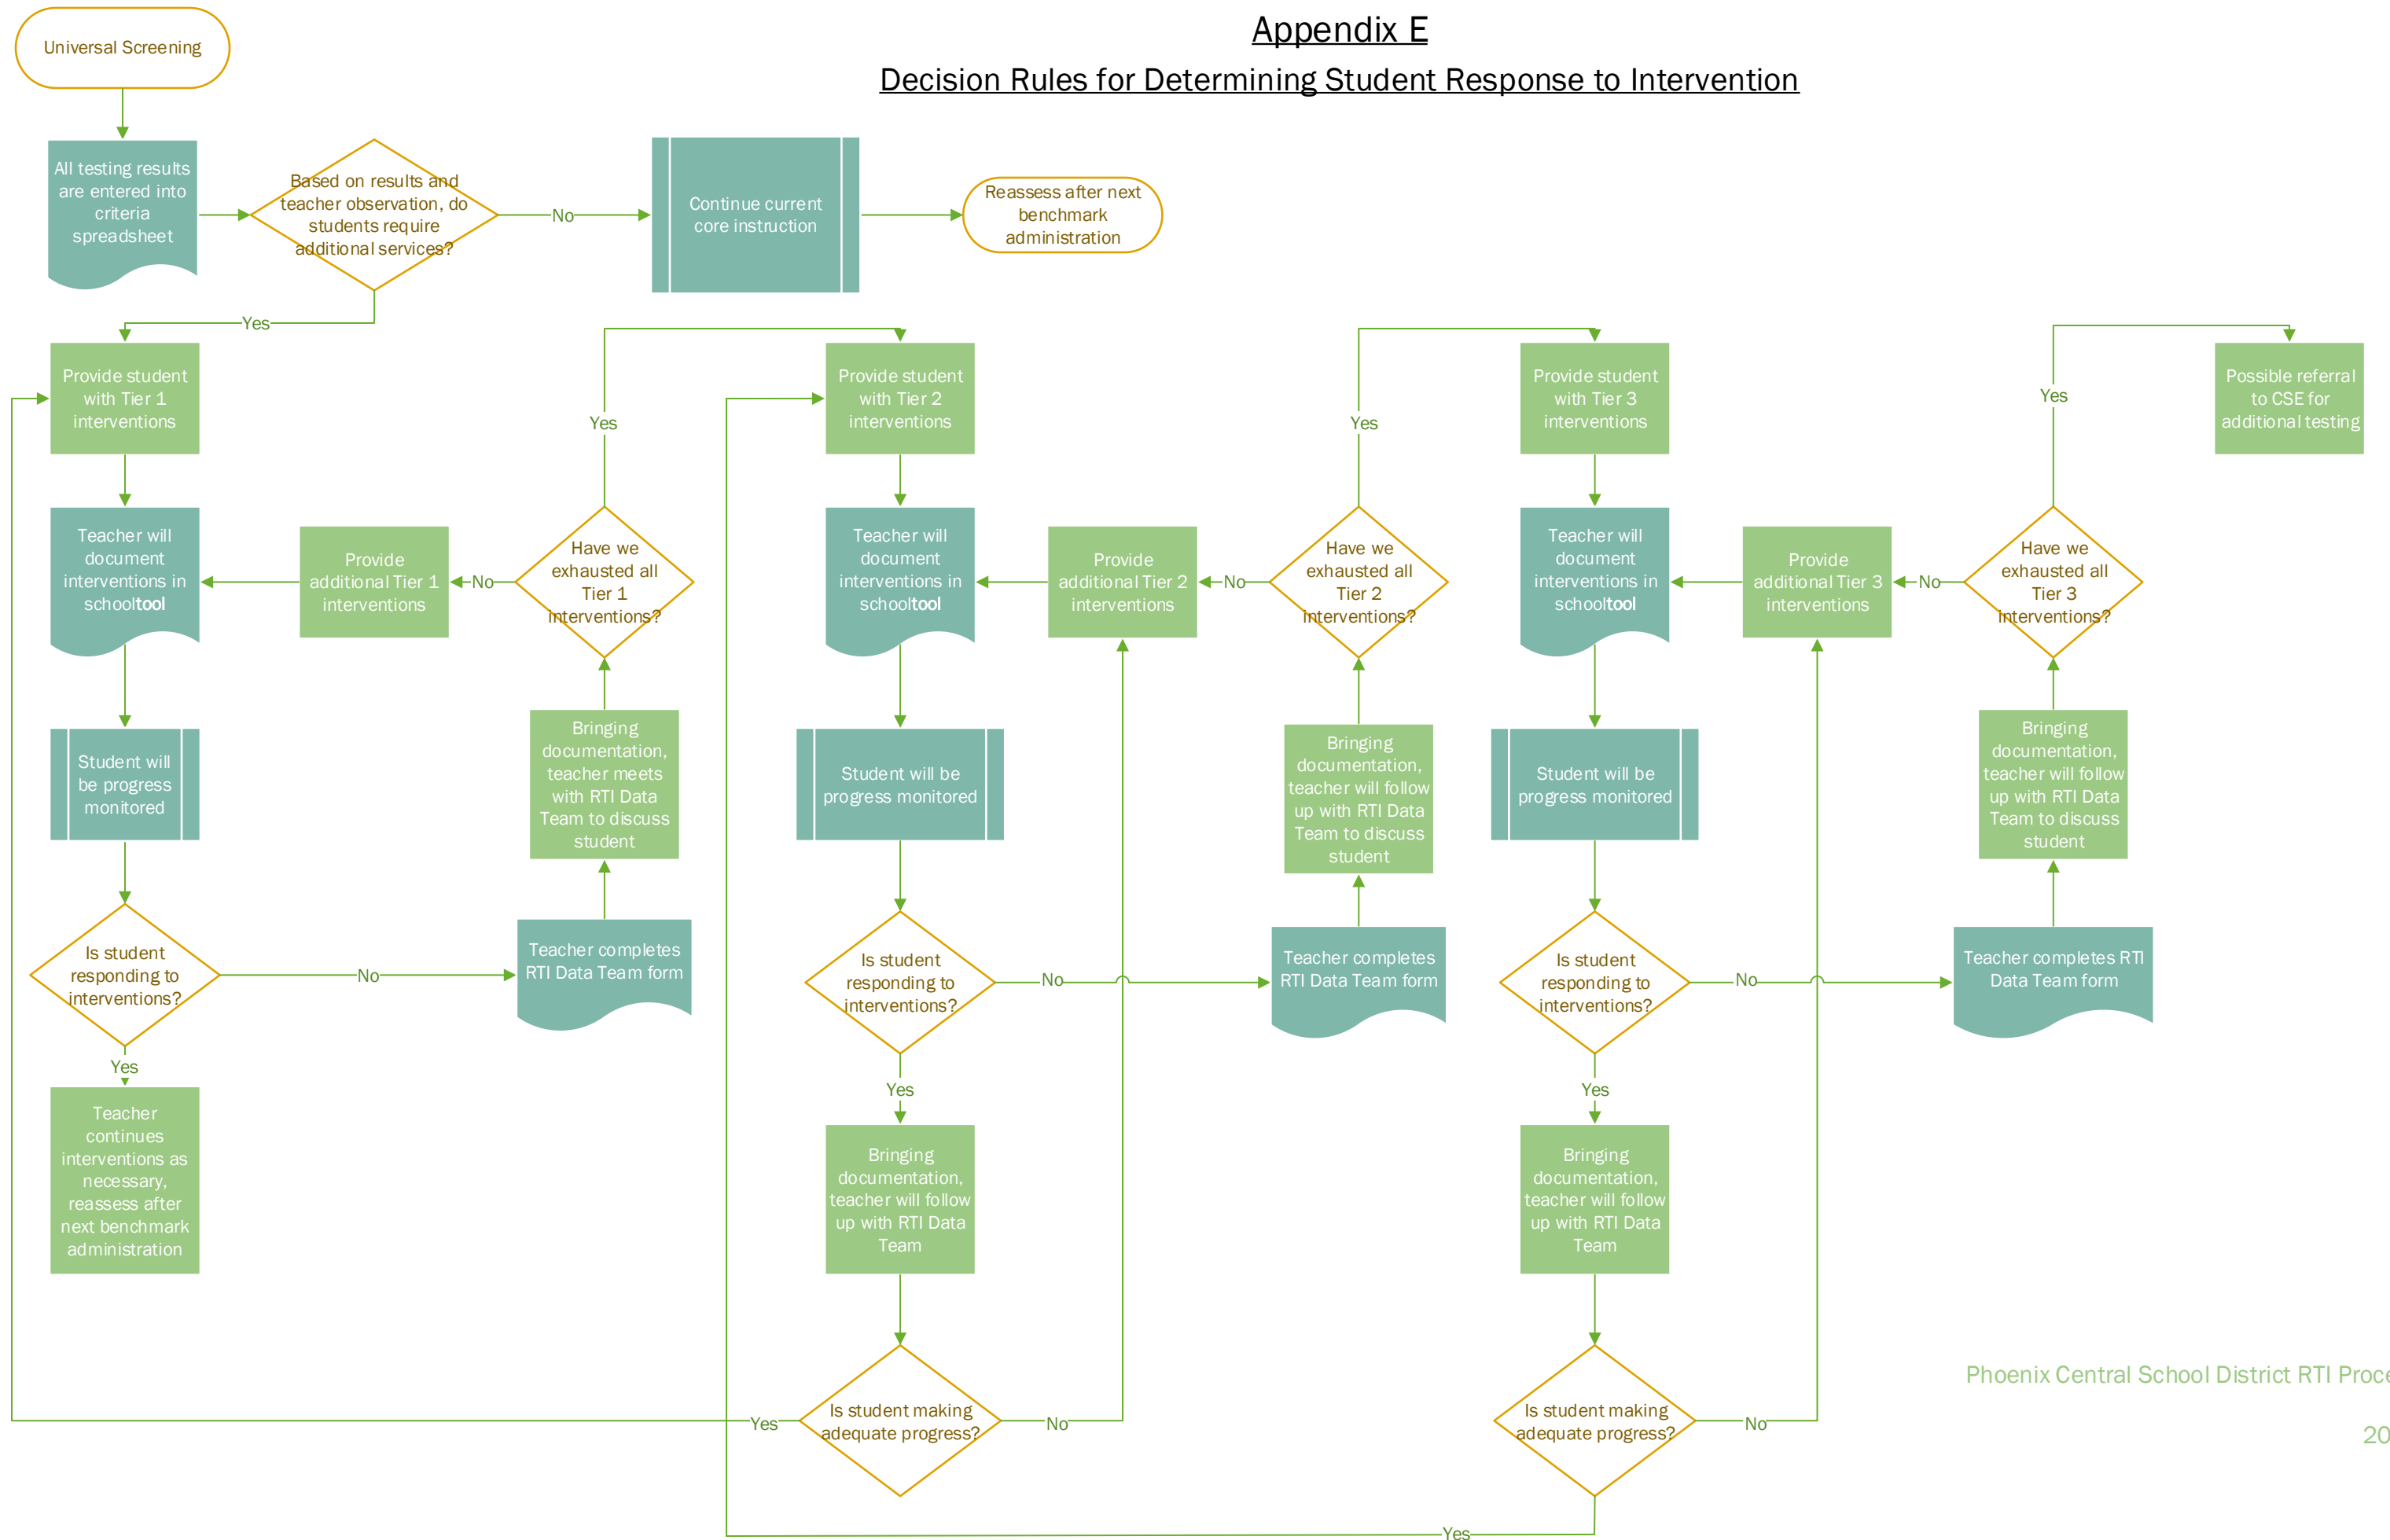 Appendix E
Decision Rules for Determining Student Response to Intervention
Universal Screening
All testing results
are entered into
criteria
spreadsheet
Based on results and
teacher observation, do
students require
additional services?
No
Continue current
core instruction
Reassess after next
benchmark
administration
Yes
Provide student
with Tier 1
interventions
Teacher will
document
interventions in
schooltool
Student will
be progress
monitored
Is student
responding to
interventions?
Yes
Teacher
continues
interventions as
necessary,
reassess after
next benchmark
administration
No
Teacher completes
RTI Data Team form
Bringing
documentation,
teacher meets
with RTI Data
Team to discuss
student
Have we
exhausted all
Tier 1
interventions?
No
Provide
additional Tier 1
interventions
Yes
Provide student
with Tier 2
interventions
Teacher will
document
interventions in
schooltool
Student will be
progress monitored
Is student
responding to
interventions?
Yes
Bringing
documentation,
teacher will follow
up with RTI Data
Team
Is student making
adequate progress?
Yes
No
No
Teacher completes
RTI Data Team form
Bringing
documentation,
teacher will follow
up with RTI Data
Team to discuss
student
Have we
exhausted all
Tier 2
interventions?
No
Provide
additional Tier 2
interventions
Yes
Provide student
with Tier 3
interventions
Teacher will
document
interventions in
schooltool
Student will be
progress monitored
Is student
responding to
interventions?
Yes
Bringing
documentation,
teacher will follow
up with RTI Data
Team
Is student making
adequate progress?
Yes
No
No
Teacher completes RTI
Data Team form
Bringing
documentation,
teacher will follow
up with RTI Data
Team to discuss
student
Have we
exhausted all
Tier 3
interventions?
No
Provide
additional Tier 3
interventions
Yes
Possible referral
to CSE for
additional testing
Phoenix Central School District RTI
20